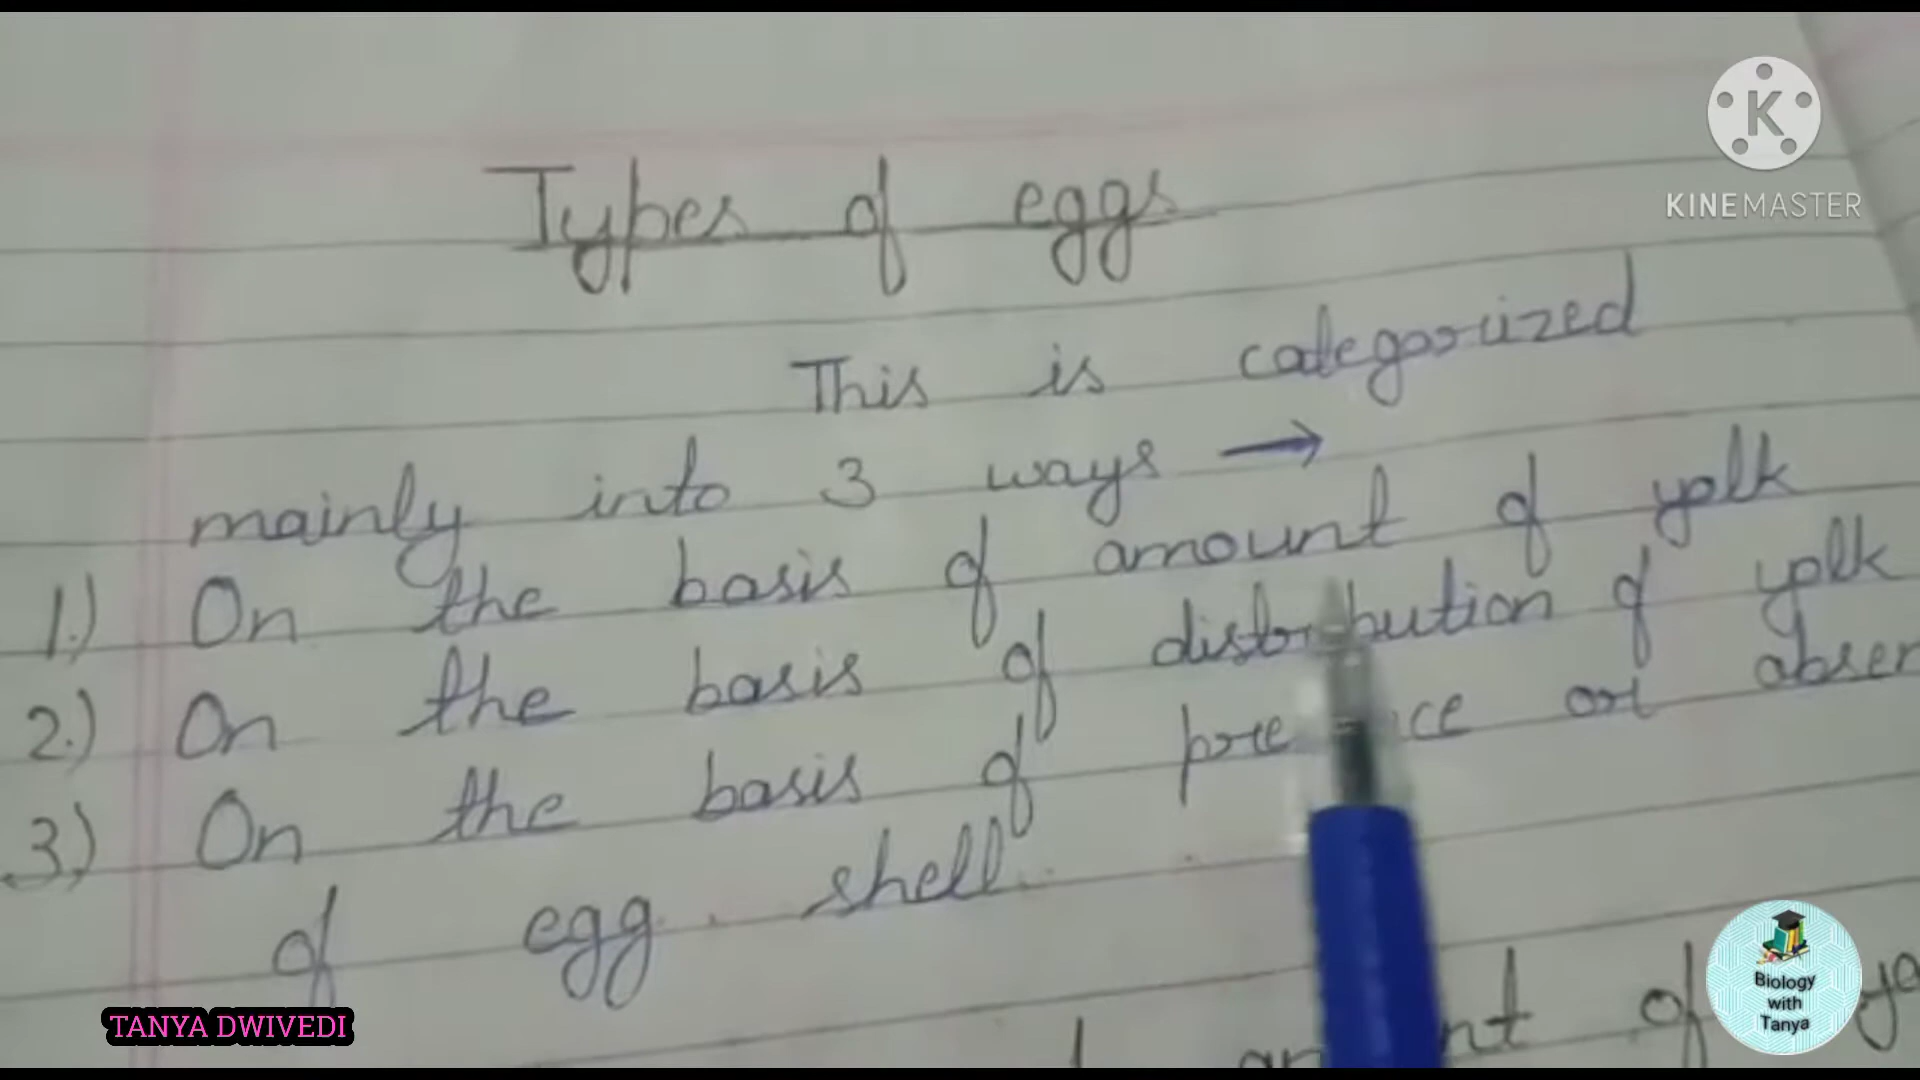 Types of eggs
This is categorized
mainly into 3 ways →
1.) On the basis of amount of yolk
2.) On the basis of distribution of yolk
3.) On the basis of or
of egg shell
of
KINEMASTER
TANYA DWIVEDI
Biology
with
Tanya